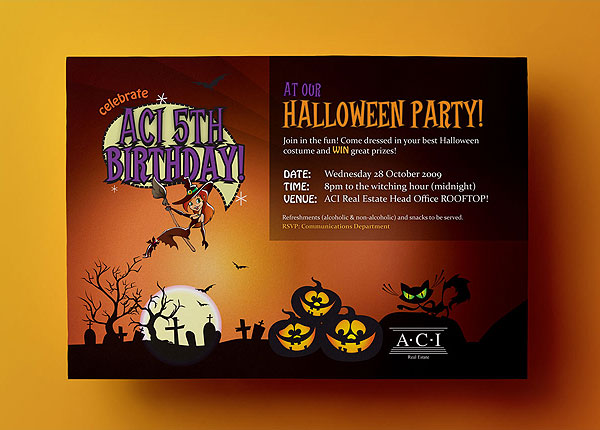 celebrate
ACI 5TH
BIRTHDAY!
AT OUR
HALLOWEEN PARTY!
Join in the fun! Come dressed in your best Halloween
costume and WIN great prizes!
DATE: Wednesday 28 October 2009
TIME: 8pm to the witching hour (midnight)
VENUE: ACI Real Estate Head Office ROOFTOP!
Refreshments (alcoholic & non-alcoholic) and snacks to be served.
RSVP: Communications Department
A·C·I
Real Estate